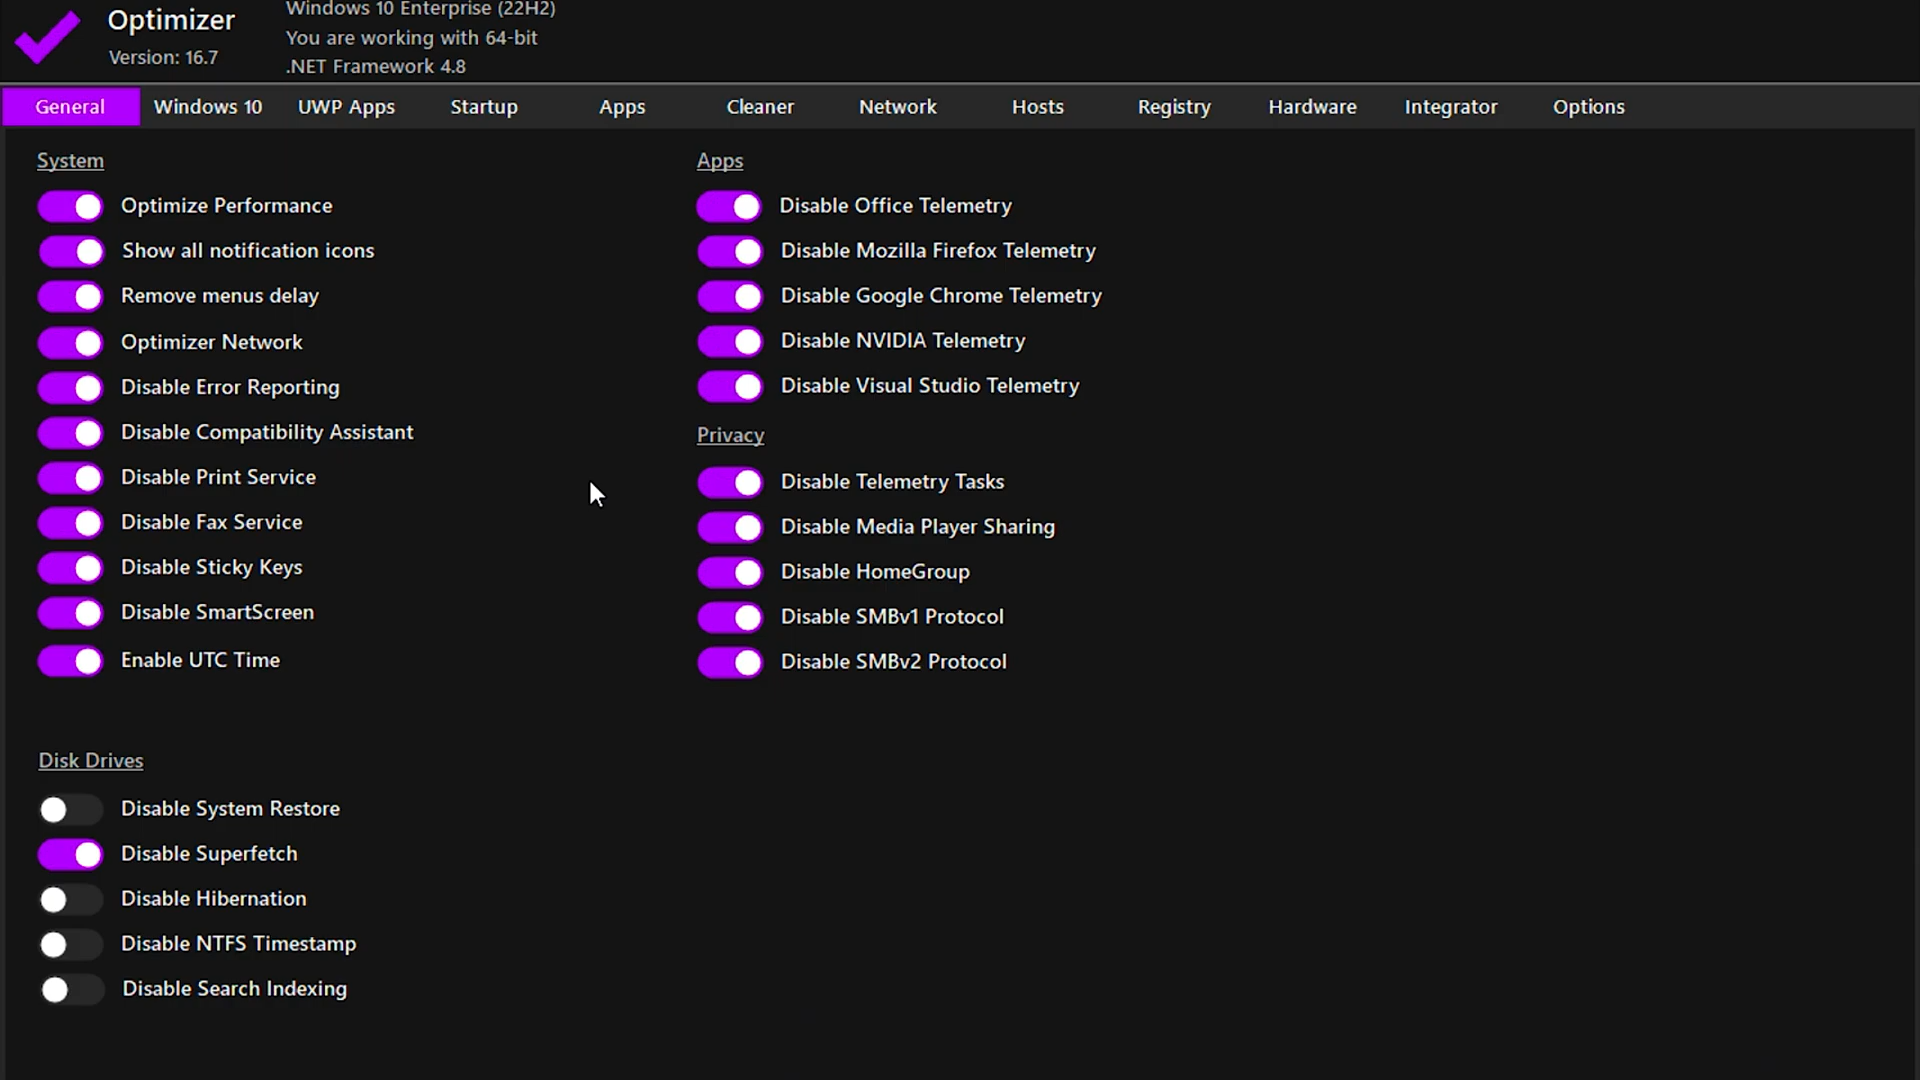 Optimizer
Version: 16.7
Windows 10 Enterprise (22H2)
You are working with 64-bit
.NET Framework 4.8
General Windows 10 UWP Apps Startup Apps Cleaner Network Hosts Registry Hardware Integrator Options
System
Optimize Performance
Show all notification icons
Remove menus delay
Optimizer Network
Disable Error Reporting
Disable Compatibility Assistant
Disable Print Service
Disable Fax Service
Disable Sticky Keys
Disable SmartScreen
Enable UTC Time
Disk Drives
Disable System Restore
Disable Superfetch
Disable Hibernation
Disable NTFS Timestamp
Disable Search Indexing
Apps
Disable Office Telemetry
Disable Mozilla Firefox Telemetry
Disable Google Chrome Telemetry
Disable NVIDIA Telemetry
Disable Visual Studio Telemetry
Privacy
Disable Telemetry Tasks
Disable Media Player Sharing
Disable HomeGroup
Disable SMBv1 Protocol
Disable SMBv2 Protocol